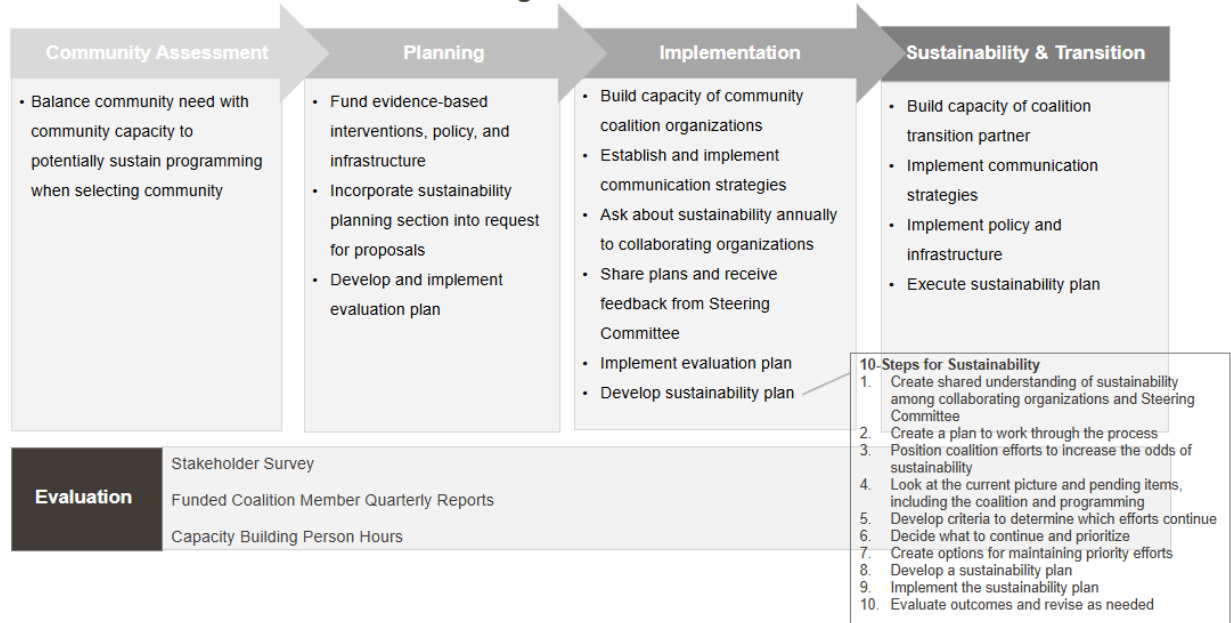 Community Assessment
• Balance community need with
community capacity to
potentially sustain programming
when selecting community
Planning
• Fund evidence-based
interventions, policy, and
infrastructure
• Incorporate sustainability
planning section into request
for proposals
• Develop and implement
evaluation plan
Implementation
• Build capacity of community
coalition organizations
• Establish and implement
communication strategies
• Ask about sustainability annually
to collaborating organizations
• Share plans and receive
feedback from Steering
Committee
• Implement evaluation plan
• Develop sustainability plan
Sustainability & Transition
• Build capacity of coalition
transition partner
• Implement communication
strategies
• Implement policy and
infrastructure
• Execute sustainability plan
10-Steps for Sustainability
1. Create shared understanding of sustainability
among collaborating organizations and Steering
Committee
2. Create a plan to work through the process
3. Position coalition efforts to increase the odds of
sustainability
4. Look at the current picture and pending items,
including the coalition and programming
5. Develop criteria to determine which efforts continue
6. Decide what to continue and prioritize
7. Create options for maintaining priority efforts
8. Develop a sustainability plan
9. Implement the sustainability plan
10. Evaluate outcomes and revise as needed
Evaluation
Stakeholder Survey
Funded Coalition Member Quarterly Reports
Capacity Building Person Hours